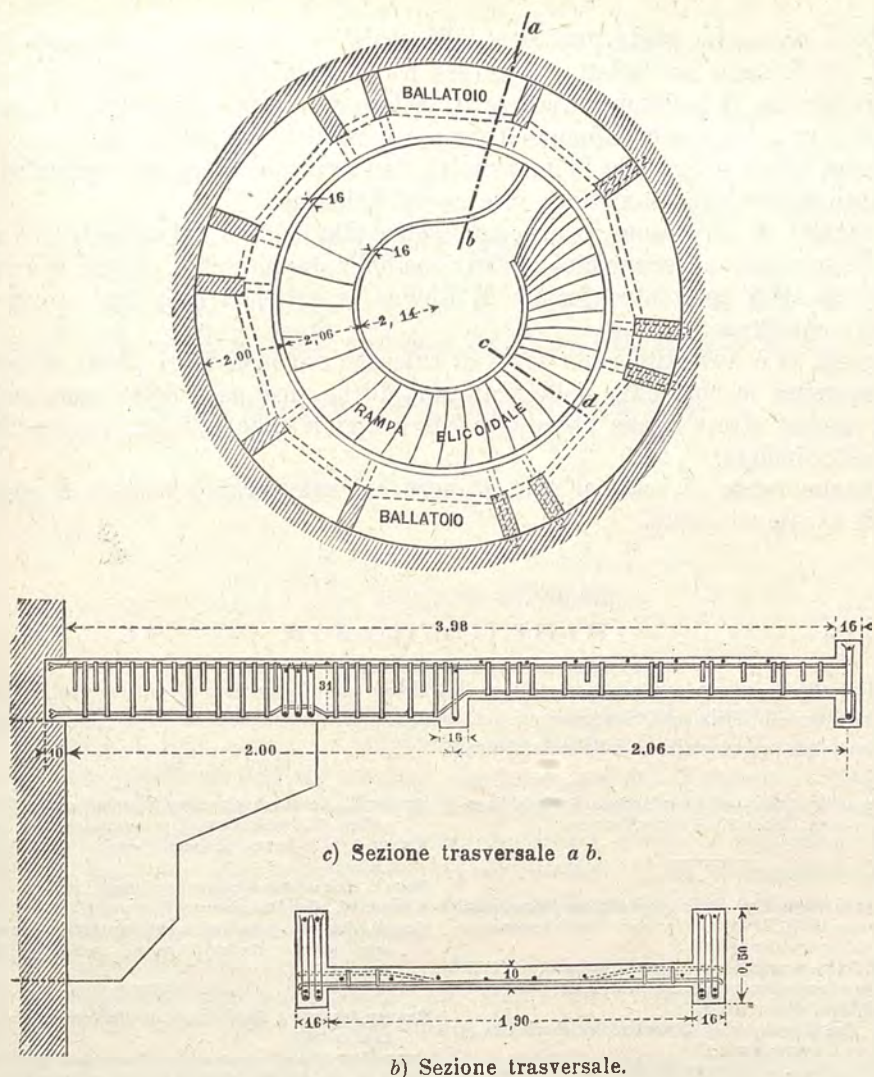 a
BALLATOIO
16
b
16
2,14
2,06
2,00
c
d
RAMPA ELICOIDALE
BALLATOIO
3.98 16
31
16
10 2.00 2.06
c) Sezione trasversale a b.
10
0,50
16 1,90 16
b) Sezione trasversale.